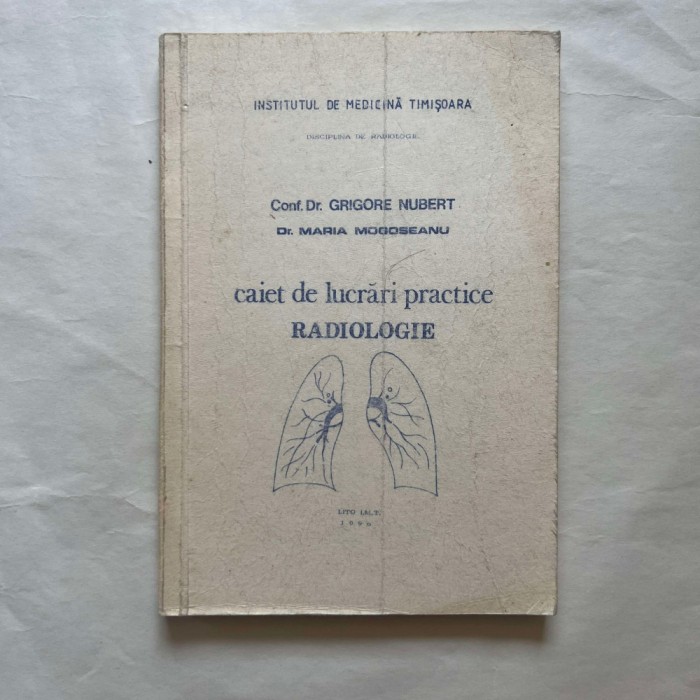 INSTITUTUL DE MEDICINĂ TIMIŞOARA
DISCIPLINA DE RADIOLOGIE
Conf. Dr. GRIGORE NUBERT
Dr. MARIA MOGOSEANU
caiet de lucrări practice
RADIOLOGIE
LITO I.M.T.
1990